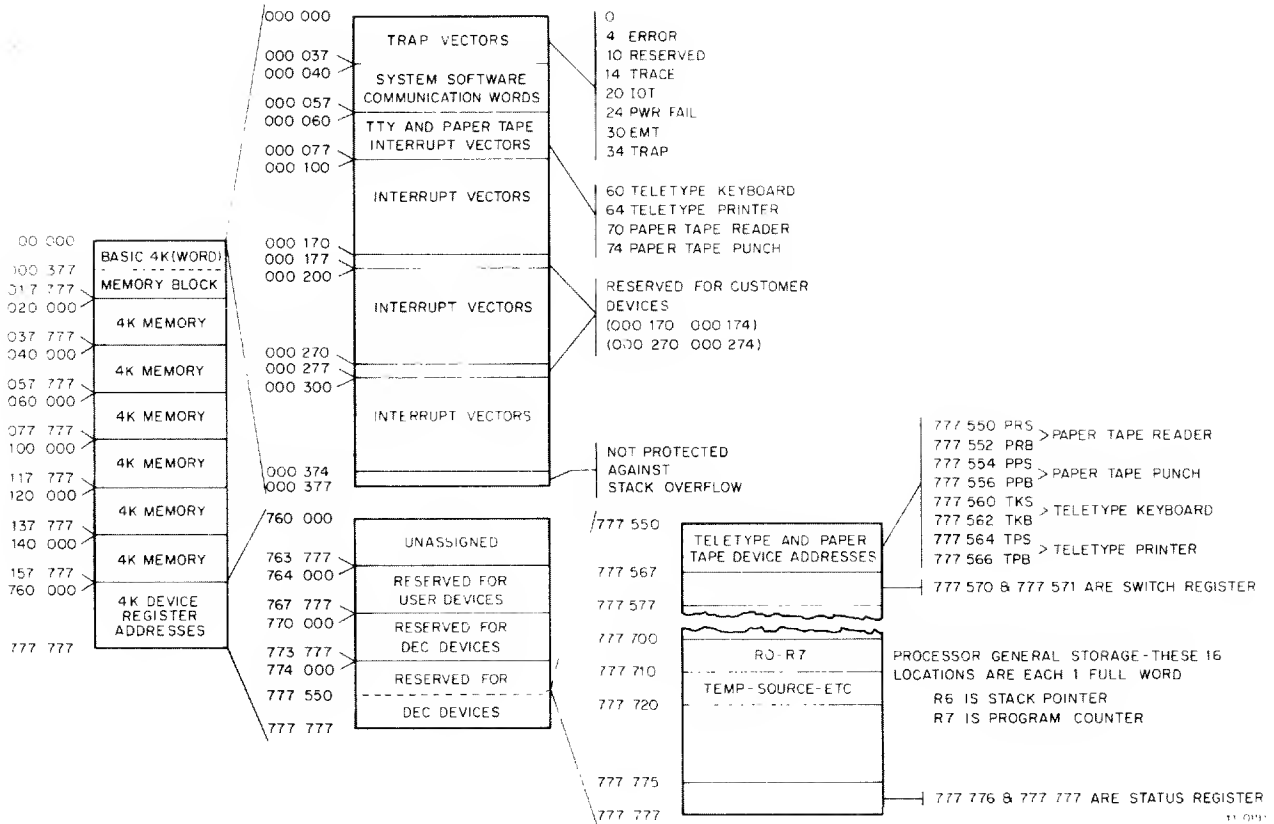 000 000
TRAP VECTORS
000 037
000 040
SYSTEM SOFTWARE
COMMUNICATION WORDS
000 057
000 060
TTY AND PAPER TAPE
INTERRUPT VECTORS
000 077
000 100
INTERRUPT VECTORS
000 170
000 177
000 200
INTERRUPT VECTORS
000 270
000 277
000 300
INTERRUPT VECTORS
000 374
000 377
0
4 ERROR
10 RESERVED
14 TRACE
20 IOT
24 PWR FAIL
30 EMT
34 TRAP
60 TELETYPE KEYBOARD
64 TELETYPE PRINTER
70 PAPER TAPE READER
74 PAPER TAPE PUNCH
RESERVED FOR CUSTOMER
DEVICES
(000 170 000 174)
(000 270 000 274)
NOT PROTECTED
AGAINST
STACK OVERFLOW
00 000
BASIC 4K(WORD)
00 377
MEMORY BLOCK
017 777
020 000
4K MEMORY
037 777
040 000
4K MEMORY
057 777
060 000
4K MEMORY
077 777
100 000
4K MEMORY
117 777
120 000
4K MEMORY
137 777
140 000
4K MEMORY
157 777
760 000
4K DEVICE
REGISTER
ADDRESSES
777 777
760 000
UNASSIGNED
763 777
764 000
RESERVED FOR
USER DEVICES
767 777
770 000
RESERVED FOR
DEC DEVICES
773 777
774 000
RESERVED FOR
777 550
DEC DEVICES
777 777
777 550
TELETYPE AND PAPER
TAPE DEVICE ADDRESSES
777 567
777 577
777 700
R0-R7
777 710
TEMP-SOURCE-ETC
777 720
777 775
777 777
777 550 PRS
777 552 PRB
> PAPER TAPE READER
777 554 PPS
777 556 PPB
> PAPER TAPE PUNCH
777 560 TKS
777 562 TKB
> TELETYPE KEYBOARD
777 564 TPS
777 566 TPB
> TELETYPE PRINTER
777 570 & 777 571 ARE SWITCH REGISTER
PROCESSOR GENERAL STORAGE-THESE 16
LOCATIONS ARE EACH 1 FULL WORD
R6 IS STACK POINTER
R7 IS PROGRAM COUNTER
777 776 & 777 777 ARE STATUS REGISTER